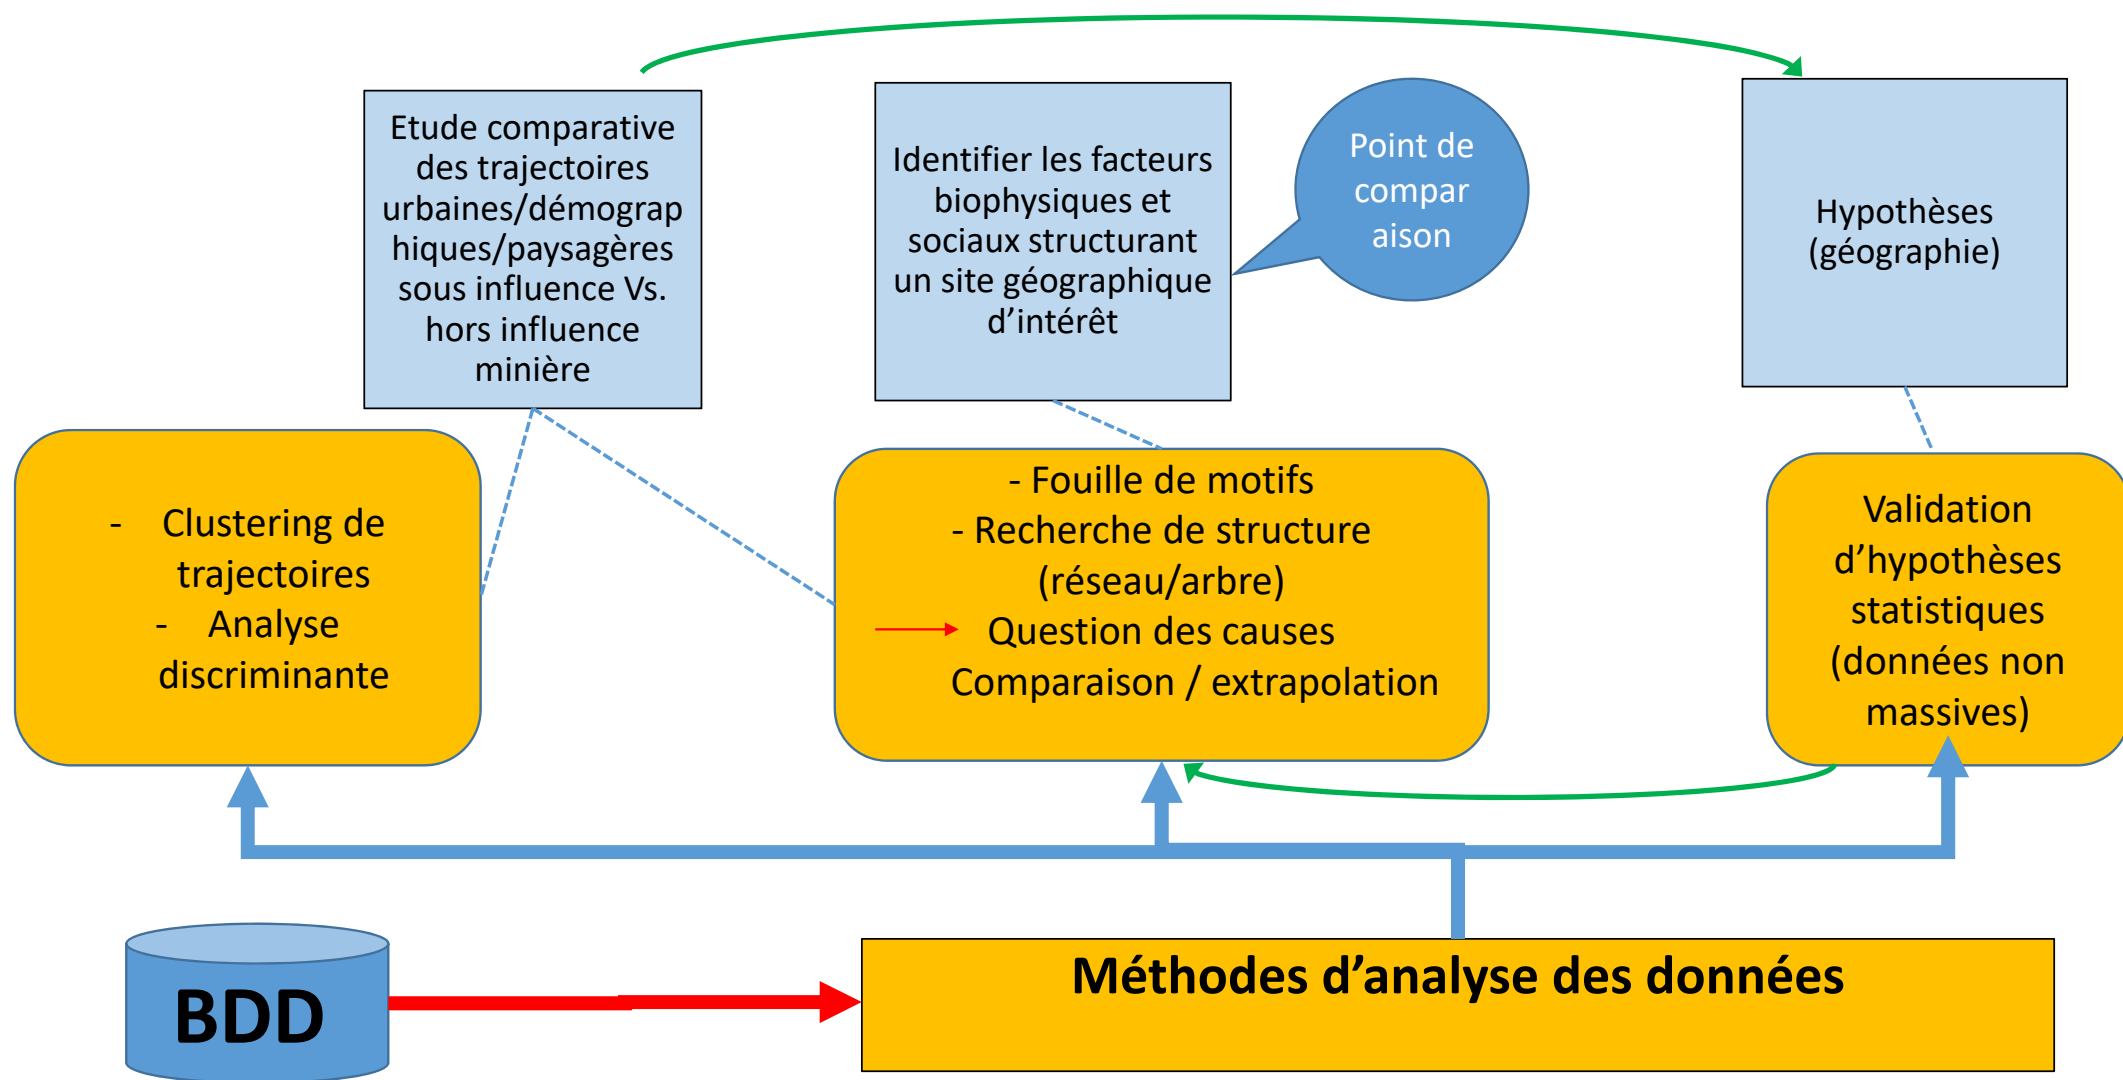 Etude comparative
des trajectoires
urbaines/démograp
hiques/paysagères
sous influence Vs.
hors influence
minière
Identifier les facteurs
biophysiques et
sociaux structurant
un site géographique
d’intérêt
Point de
compar
aison
Hypothèses
(géographie)
- Clustering de
trajectoires
- Analyse
discriminante
- Fouille de motifs
- Recherche de structure
(réseau/arbre)
Question des causes
Comparaison / extrapolation
Validation
d’hypothèses
statistiques
(données non
massives)
BDD
Méthodes d’analyse des données